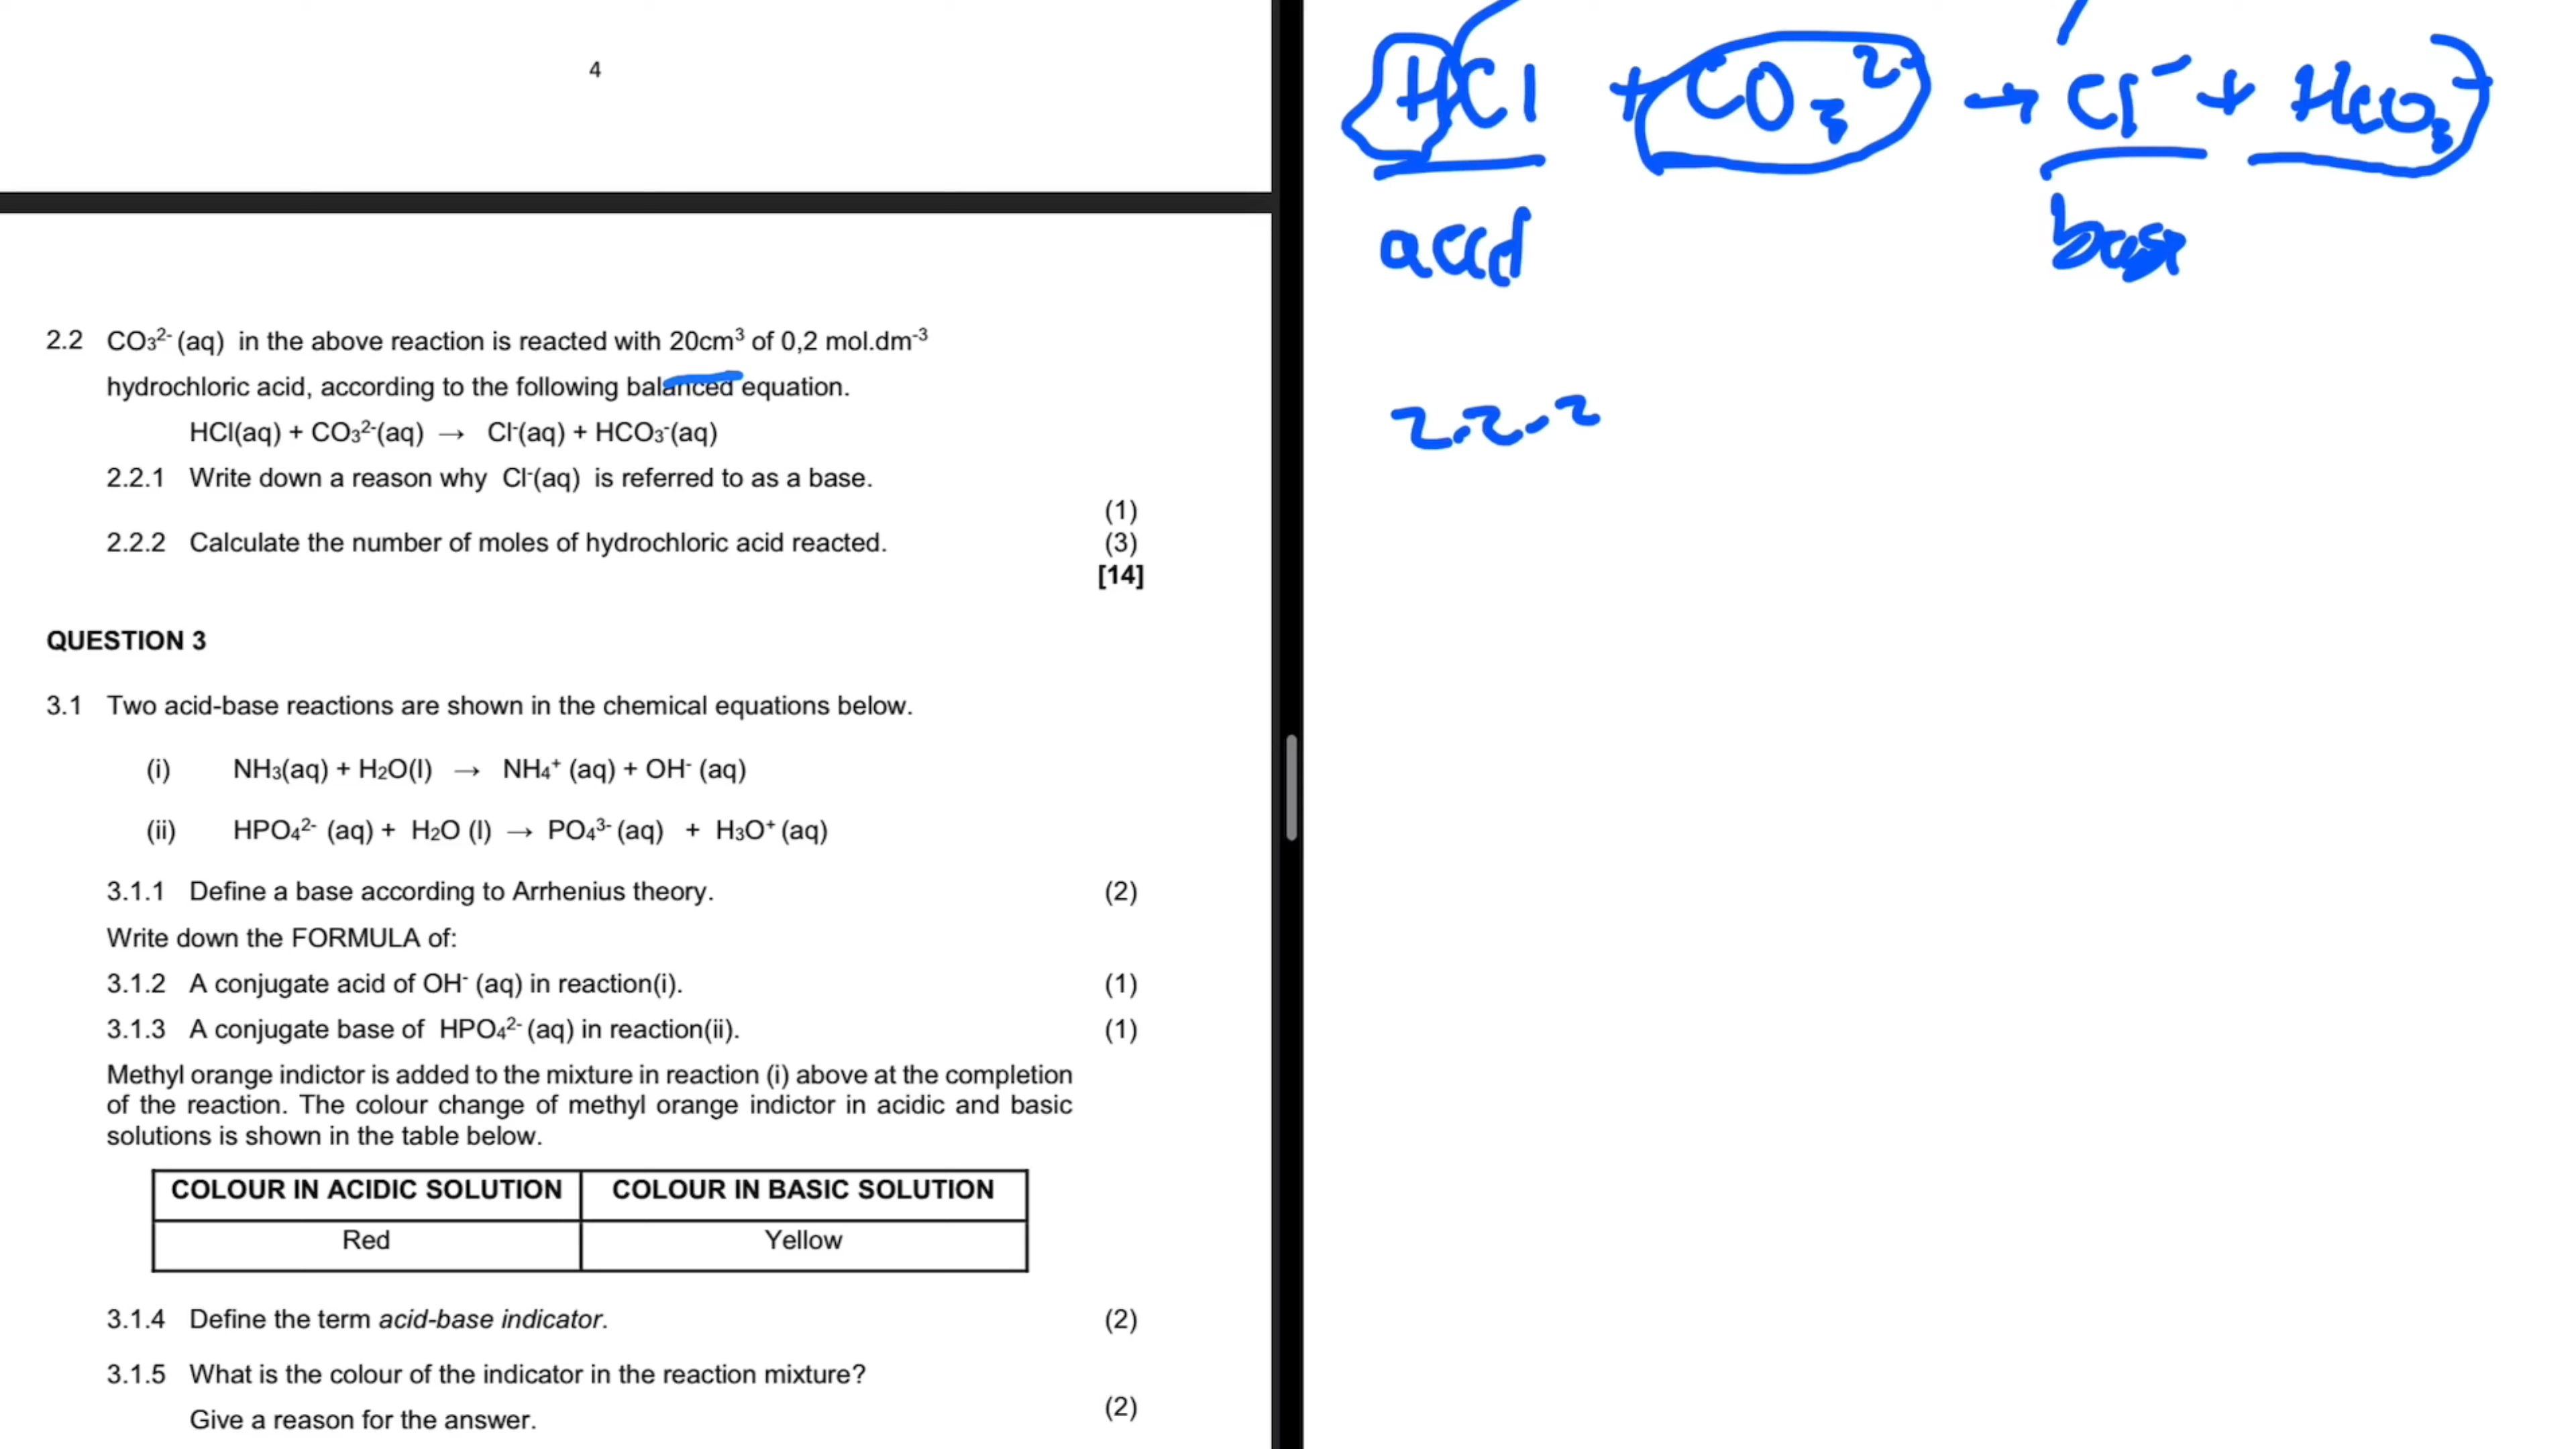 4
2.2 CO₃²⁻ (aq) in the above reaction is reacted with 20cm³ of 0,2 mol.dm⁻³
hydrochloric acid, according to the following balanced equation.
HCl(aq) + CO₃²⁻(aq) → Cl⁻(aq) + HCO₃⁻(aq)
2.2.1 Write down a reason why Cl⁻(aq) is referred to as a base.
(1)
2.2.2 Calculate the number of moles of hydrochloric acid reacted. (3)
[14]
QUESTION 3
3.1 Two acid-base reactions are shown in the chemical equations below.
(i) NH₃(aq) + H₂O(l) → NH₄⁺ (aq) + OH⁻ (aq)
(ii) HPO₄²⁻ (aq) + H₂O (l) → PO₄³⁻ (aq) + H₃O⁺ (aq)
3.1.1 Define a base according to Arrhenius theory. (2)
Write down the FORMULA of:
3.1.2 A conjugate acid of OH⁻ (aq) in reaction(i). (1)
3.1.3 A conjugate base of HPO₄²⁻ (aq) in reaction(ii). (1)
Methyl orange indictor is added to the mixture in reaction (i) above at the completion
of the reaction. The colour change of methyl orange indictor in acidic and basic
solutions is shown in the table below.
COLOUR IN ACIDIC SOLUTION COLOUR IN BASIC SOLUTION
Red Yellow
3.1.4 Define the term acid-base indicator. (2)
3.1.5 What is the colour of the indicator in the reaction mixture?
Give a reason for the answer. (2)
HCl + CO₃²⁻ → Cl⁻ + HCO₃⁻
acid base
2.2.2